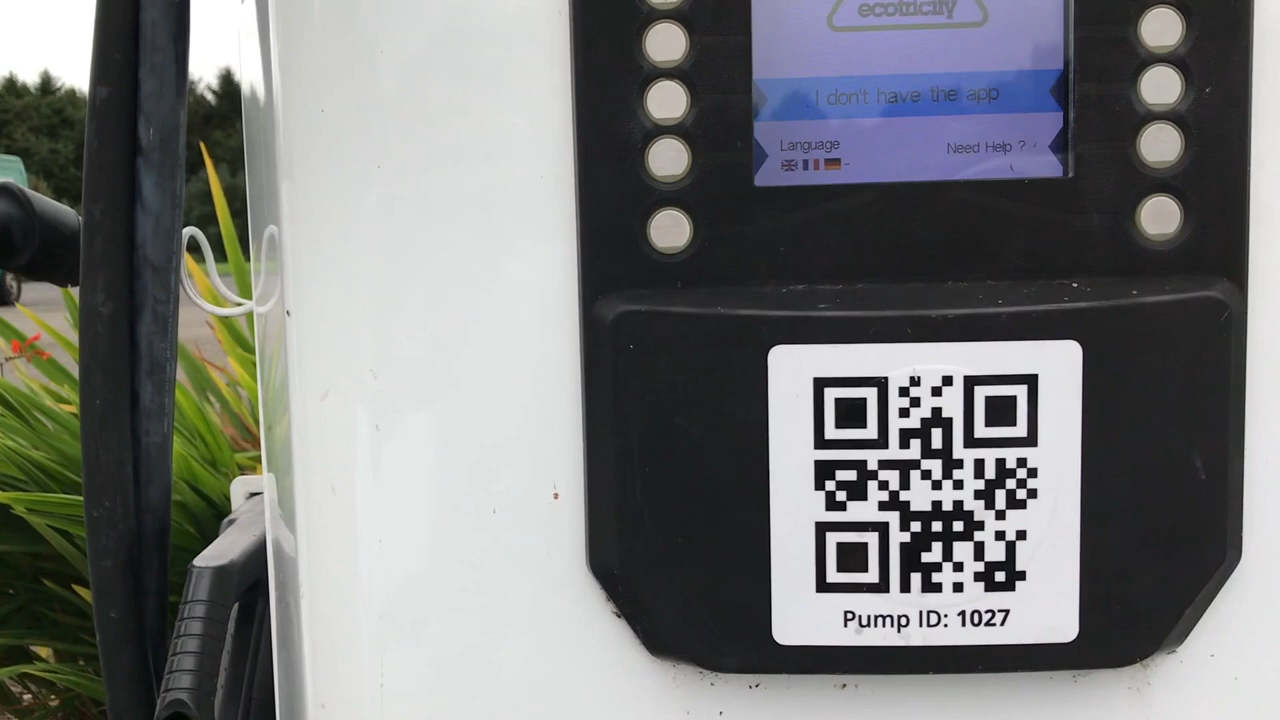 ecotricity
I don't have the app
Language
Need Help ?
Pump ID: 1027